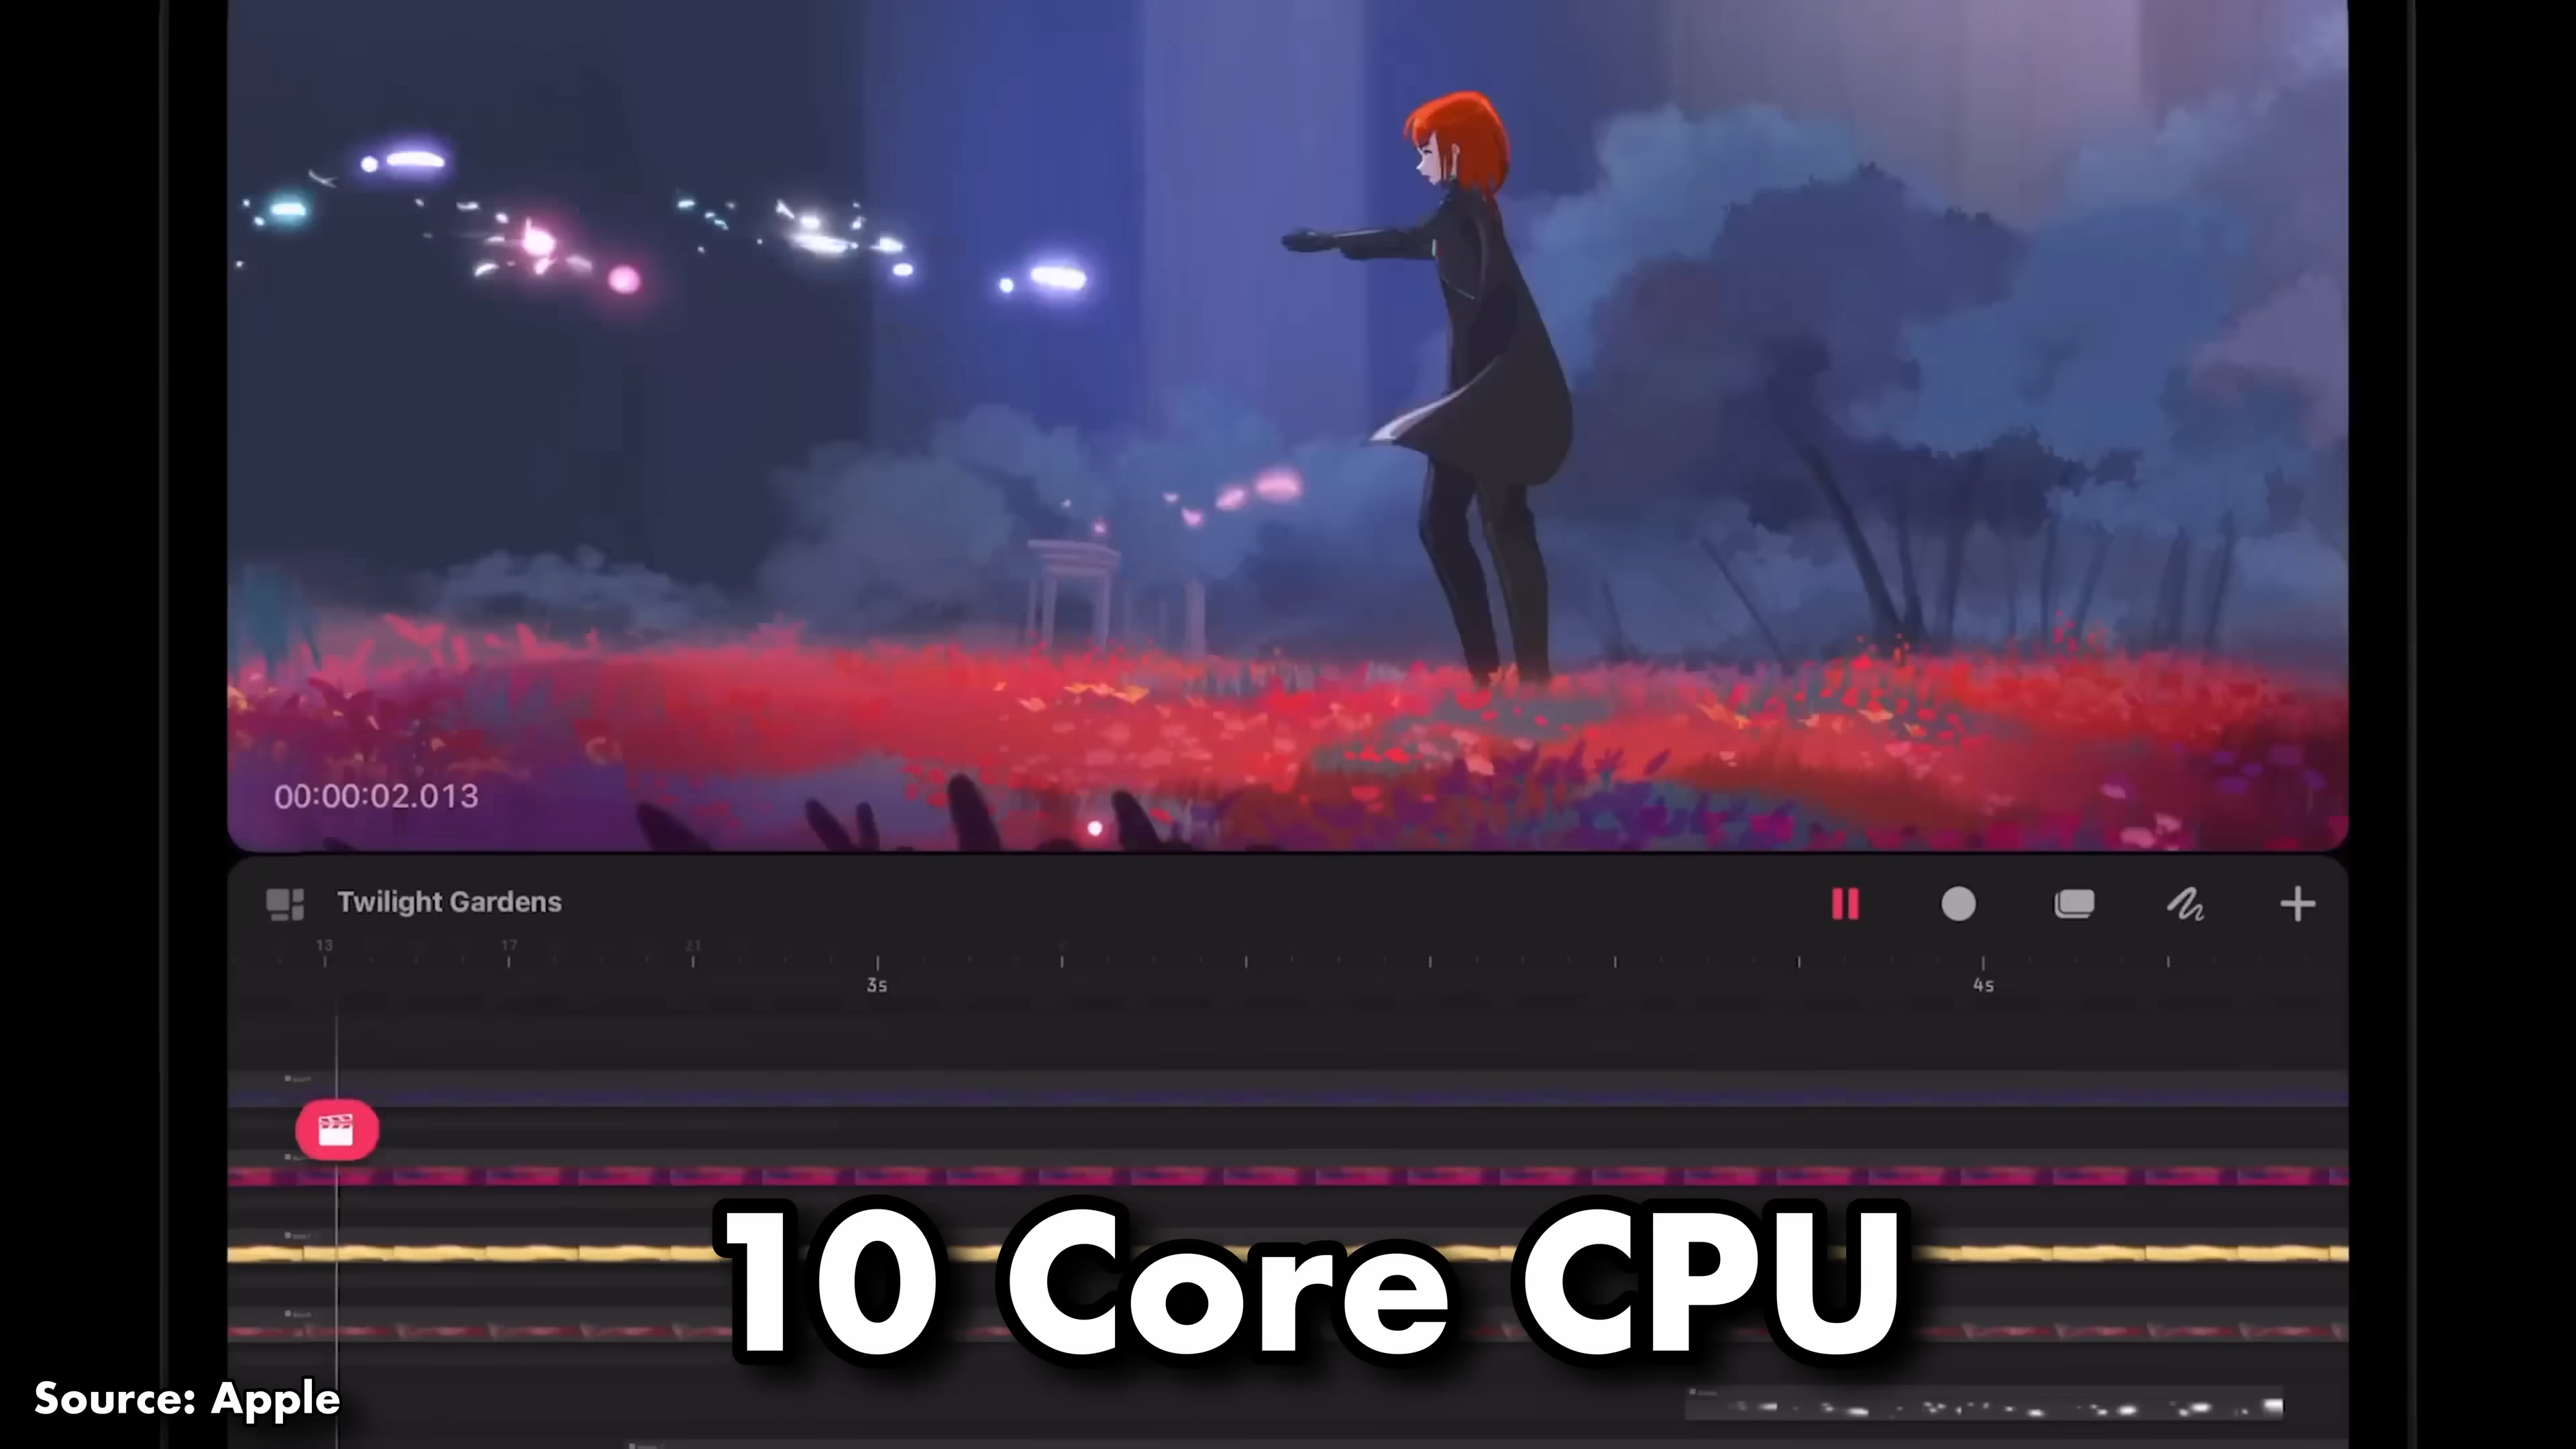 00:00:02.013
Twilight Gardens
13 17 21
3s 4s
10 Core CPU
Source: Apple